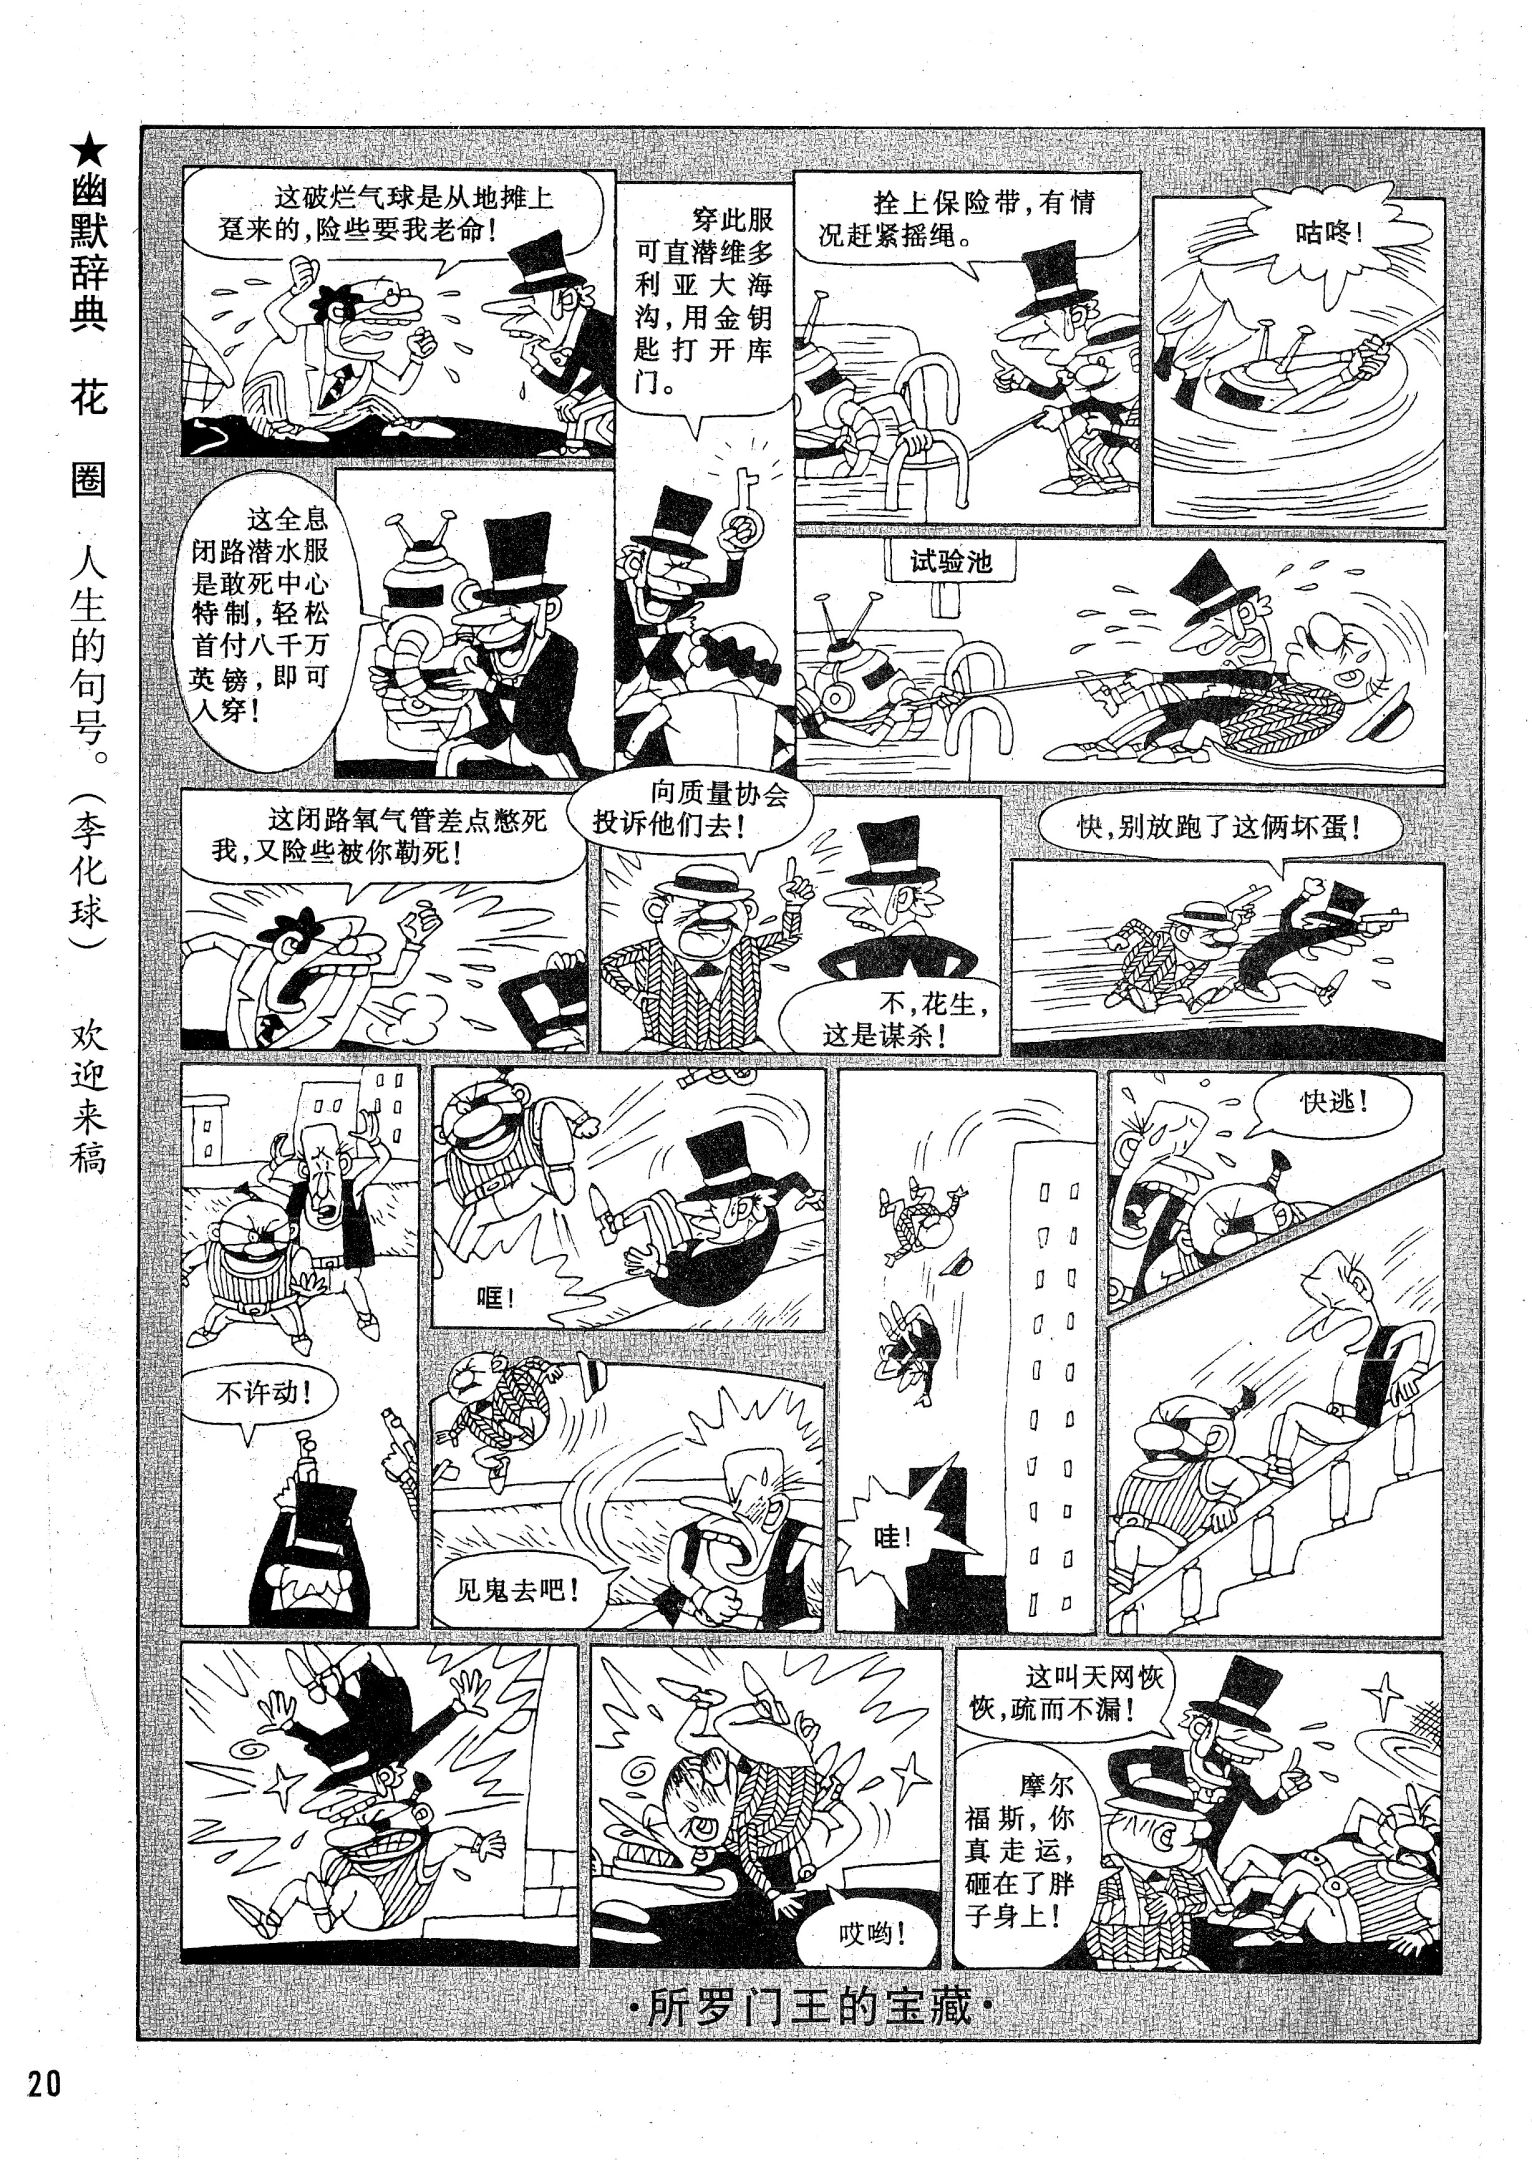 ★幽默辞典 花 圈 人生的句号。(李化球) 欢迎来稿
这破烂气球是从地摊上
趸来的,险些要我老命!
这全息
闭路潜水服
是敢死中心
特制,轻松
首付八千万
英镑,即可
人穿!
穿此服
可直潜维多
利亚大海
沟,用金钥
匙打开库
门。
拴上保险带,有情
况赶紧摇绳。
咕咚!
试验池
这闭路氧气管差点憋死
我,又险些被你勒死!
向质量协会
投诉他们去!
不,花生,
这是谋杀!
快,别放跑了这俩坏蛋!
不许动!
哐!
见鬼去吧!
哇!
快逃!
哎哟!
这叫天网恢
恢,疏而不漏!
摩尔
福斯,你
真走运,
砸在了胖
子身上!
·所罗门王的宝藏·
20